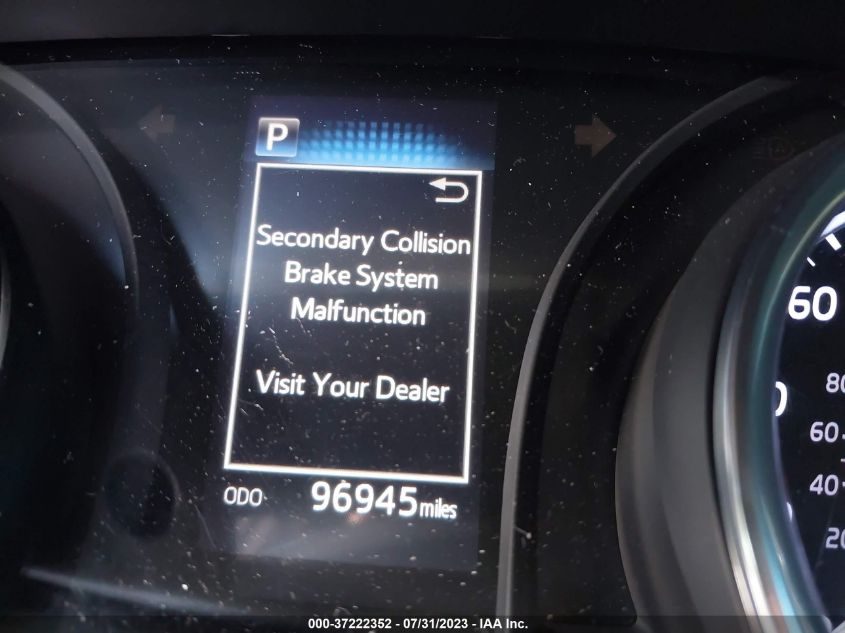 P
Secondary Collision
Brake System
Malfunction
Visit Your Dealer
ODO 96945 miles
60
80
60
40
000-37222352 / 07/31/2023 - IAA Inc.